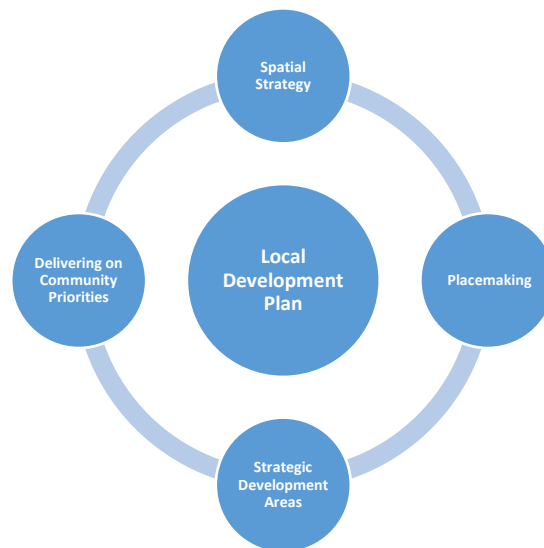 Spatial
Strategy
Delivering on
Community
Priorities
Local
Development
Plan
Placemaking
Strategic
Development
Areas